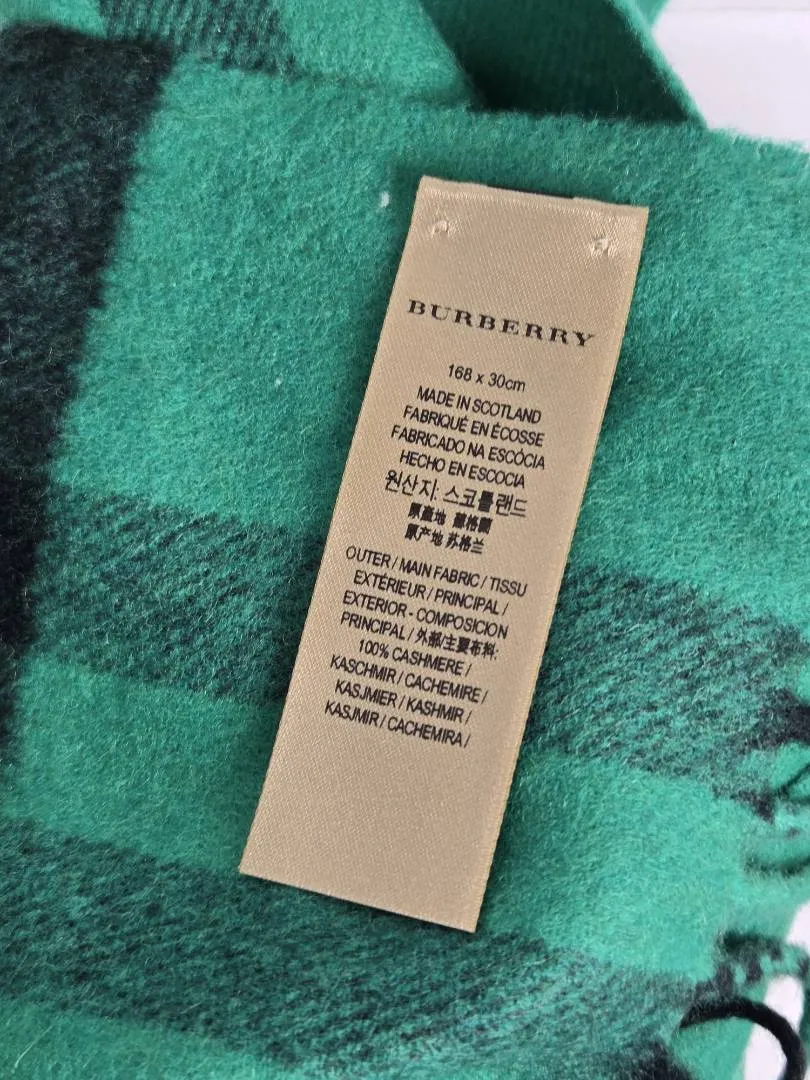 BURBERRY
168 x 30cm
MADE IN SCOTLAND
FABRIQUÉ EN ÉCOSSE
FABRICADO NA ESCÓCIA
HECHO EN ESCOCIA
원산지: 스코틀랜드
原產地 蘇格蘭
原产地 苏格兰
OUTER / MAIN FABRIC / TISSU
EXTÉRIEUR / PRINCIPAL /
EXTERIOR - COMPOSICION
PRINCIPAL / 外部/主要布料:
100% CASHMERE /
KASCHMIR / CACHEMIRE /
KASJMIER / KASHMIR /
KASJMIR / CACHEMIRA /